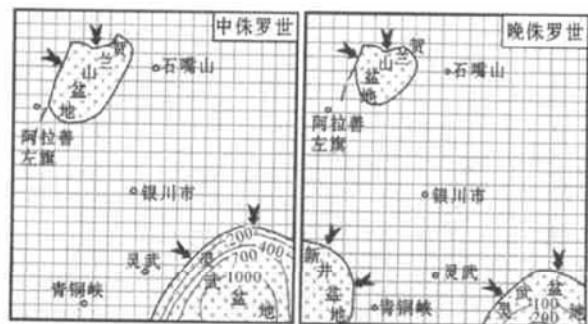 中侏罗世
贺兰山盆地
石嘴山
阿拉善
左旗
银川市
灵武
青铜峡
灵武盆地
200
400
700
1000
晚侏罗世
贺兰山盆地
石嘴山
阿拉善
左旗
银川市
新井盆地
灵武
青铜峡
灵武盆地
100
200